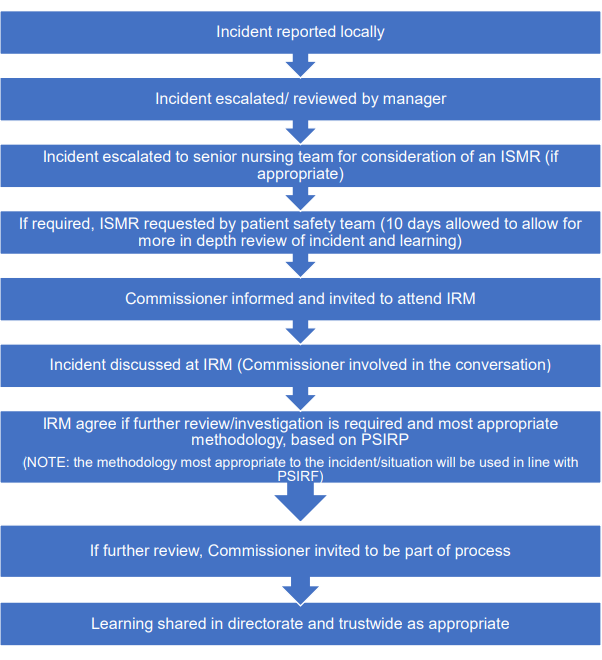 Incident reported locally
Incident escalated/ reviewed by manager
Incident escalated to senior nursing team for consideration of an ISMR (if
appropriate)
If required, ISMR requested by patient safety team (10 days allowed to allow for
more in depth review of incident and learning)
Commissioner informed and invited to attend IRM
Incident discussed at IRM (Commissioner involved in the conversation)
IRM agree if further review/investigation is required and most appropriate
methodology, based on PSIRP
(NOTE: the methodology most appropriate to the incident/situation will be used in line with
PSIRF)
If further review, Commissioner invited to be part of process
Learning shared in directorate and trustwide as appropriate